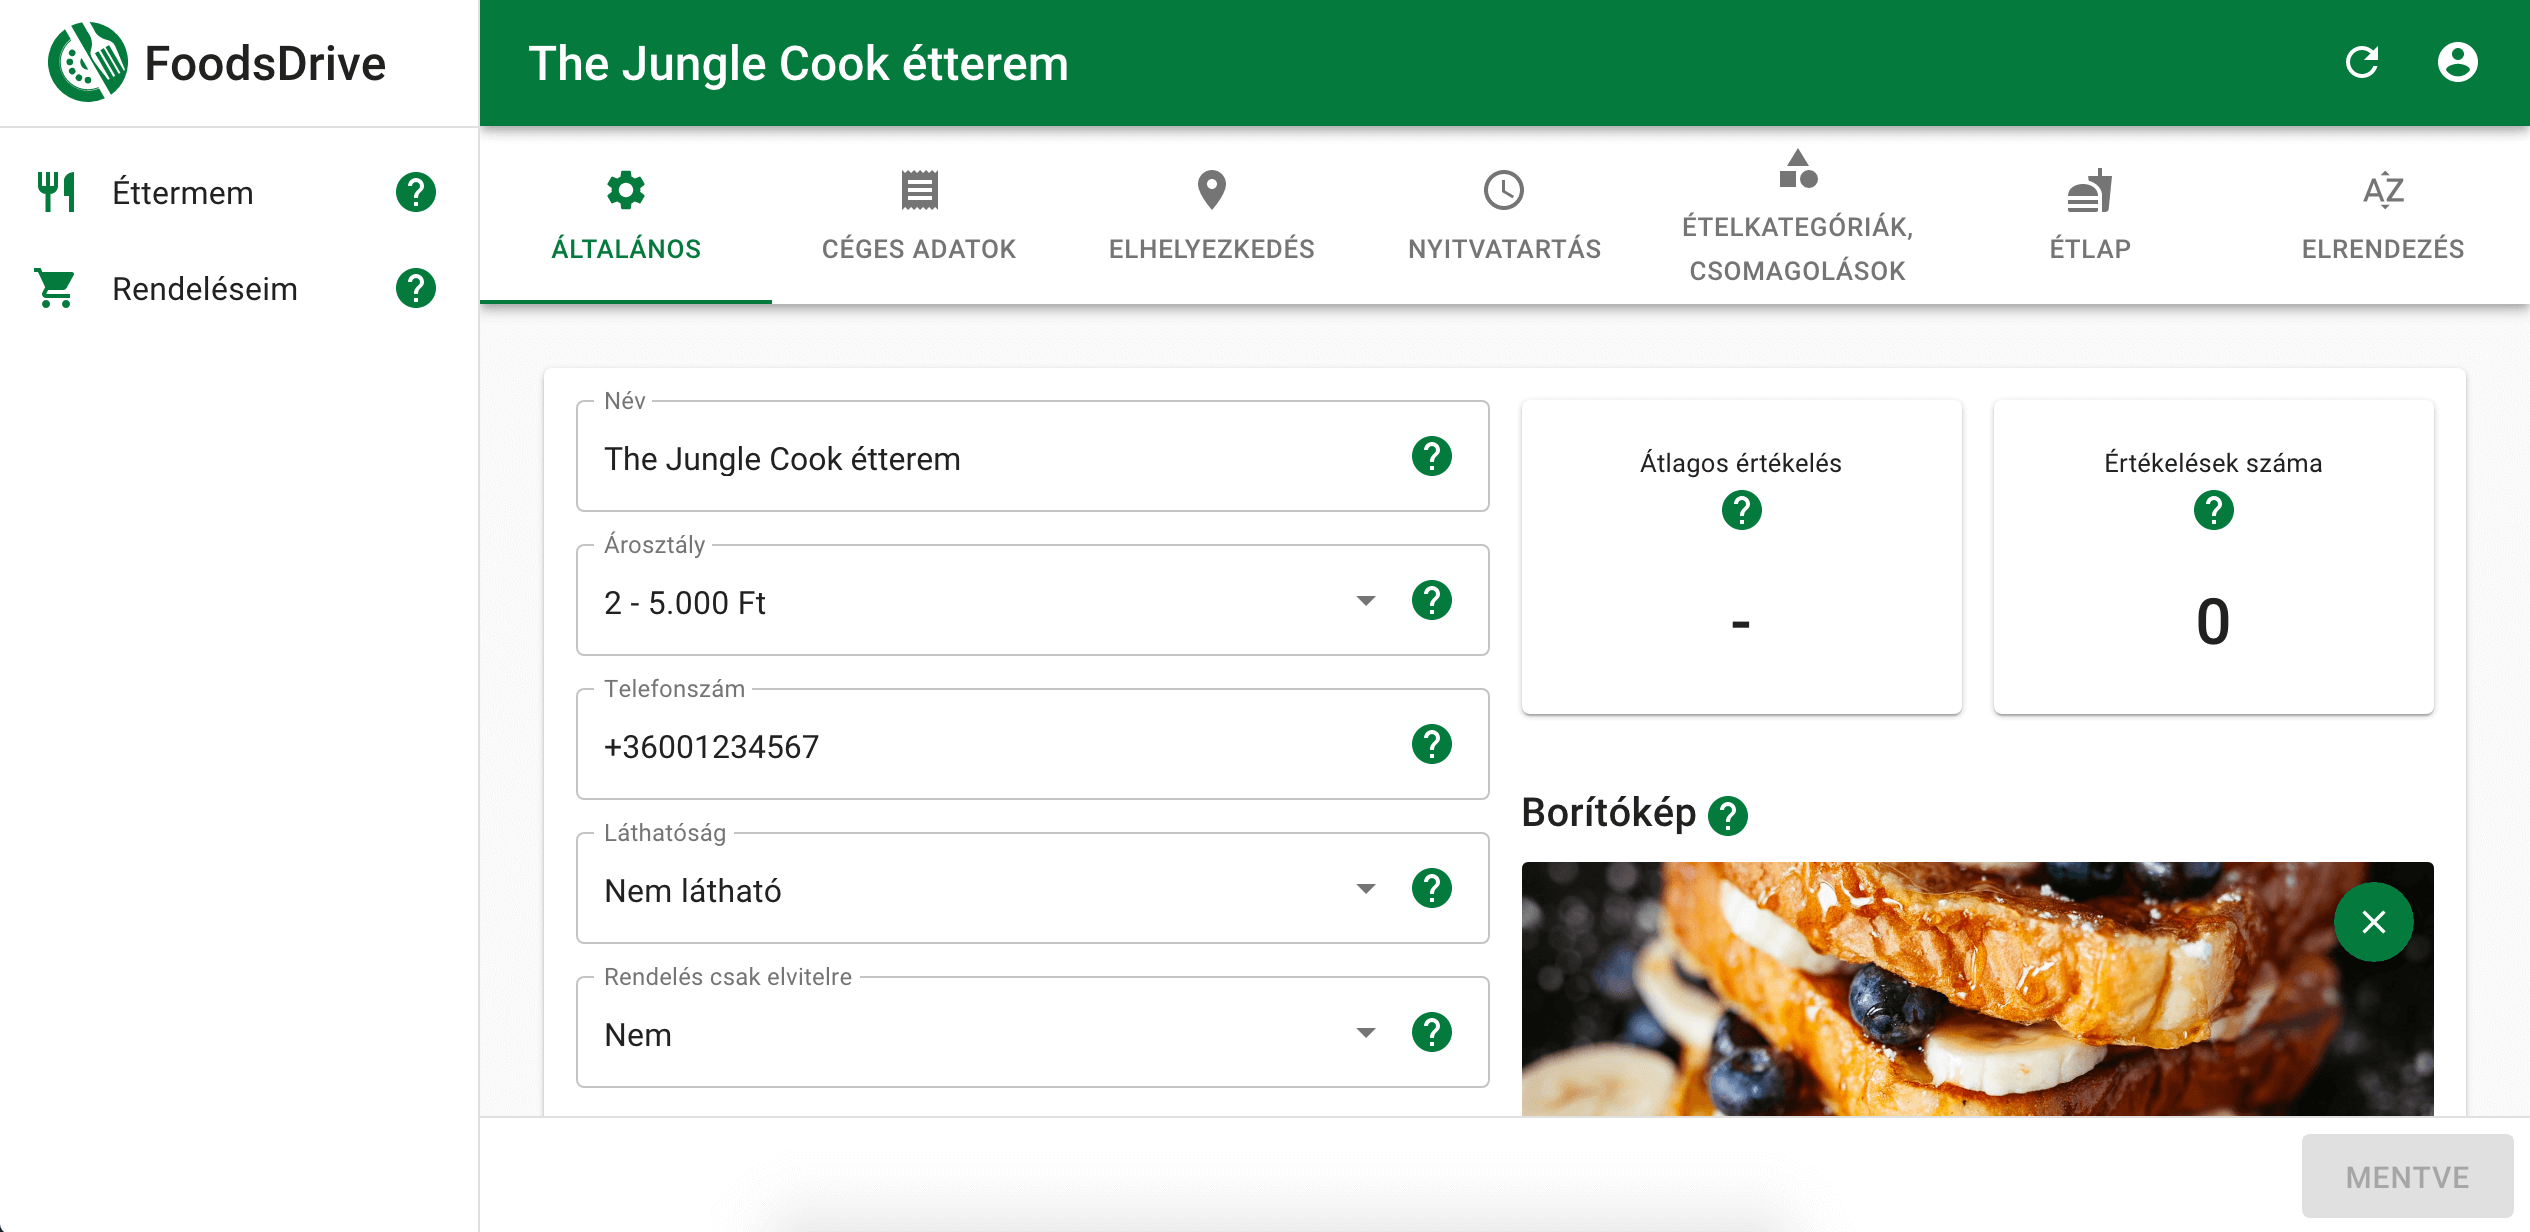 FoodsDrive
The Jungle Cook étterem
Éttermem
Rendeléseim
ÁLTALÁNOS
CÉGES ADATOK
ELHELYEZKEDÉS
NYITVATARTÁS
ÉTELKATEGÓRIÁK,
CSOMAGOLÁSOK
ÉTLAP
ELRENDEZÉS
Név
The Jungle Cook étterem
Árosztály
2 - 5.000 Ft
Telefonszám
+36001234567
Láthatóság
Nem látható
Rendelés csak elvitelre
Nem
Átlagos értékelés
-
Értékelések száma
0
Borítókép
MENTVE